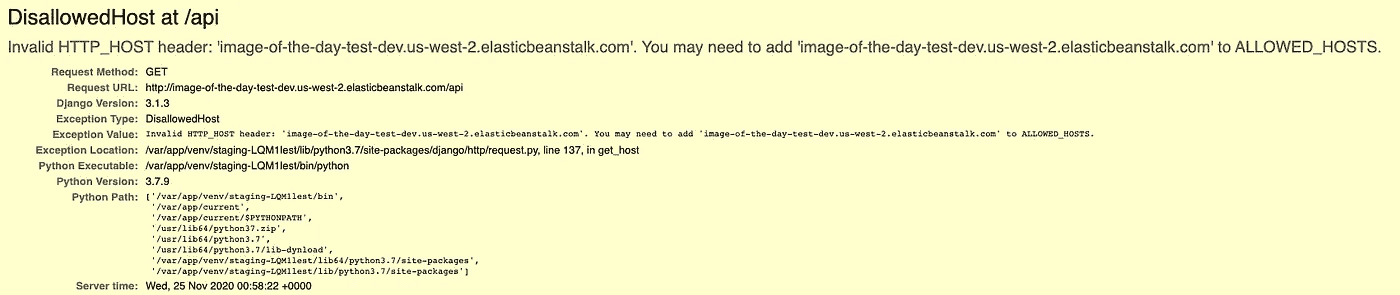 DisallowedHost at /api
Invalid HTTP_HOST header: 'image-of-the-day-test-dev.us-west-2.elasticbeanstalk.com'. You may need to add 'image-of-the-day-test-dev.us-west-2.elasticbeanstalk.com' to ALLOWED_HOSTS.
Request Method: GET
Request URL: http://image-of-the-day-test-dev.us-west-2.elasticbeanstalk.com/api
Django Version: 3.1.3
Exception Type: DisallowedHost
Exception Value: Invalid HTTP_HOST header: 'image-of-the-day-test-dev.us-west-2.elasticbeanstalk.com'. You may need to add 'image-of-the-day-test-dev.us-west-2.elasticbeanstalk.com' to ALLOWED_HOSTS.
Exception Location: /var/app/venv/staging-LQM1lest/lib/python3.7/site-packages/django/http/request.py, line 137, in get_host
Python Executable: /var/app/venv/staging-LQM1lest/bin/python
Python Version: 3.7.9
Python Path: ['/var/app/venv/staging-LQM1lest/bin',
'/var/app/current',
'/var/app/current/$PYTHONPATH',
'/usr/lib64/python37.zip',
'/usr/lib64/python3.7',
'/usr/lib64/python3.7/lib-dynload',
'/var/app/venv/staging-LQM1lest/lib64/python3.7/site-packages',
'/var/app/venv/staging-LQM1lest/lib/python3.7/site-packages']
Server time: Wed, 25 Nov 2020 00:58:22 +0000